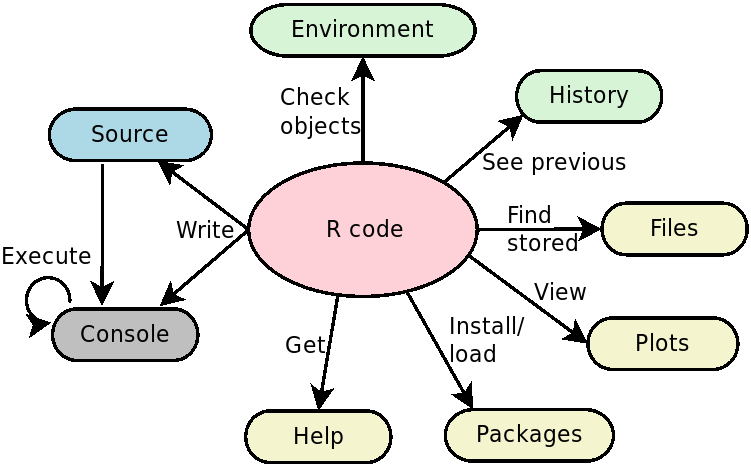 Environment
Check
objects
History
See previous
Source
Write
R code
Find
stored
Files
Execute
View
Console
Install/
load
Plots
Get
Help
Packages